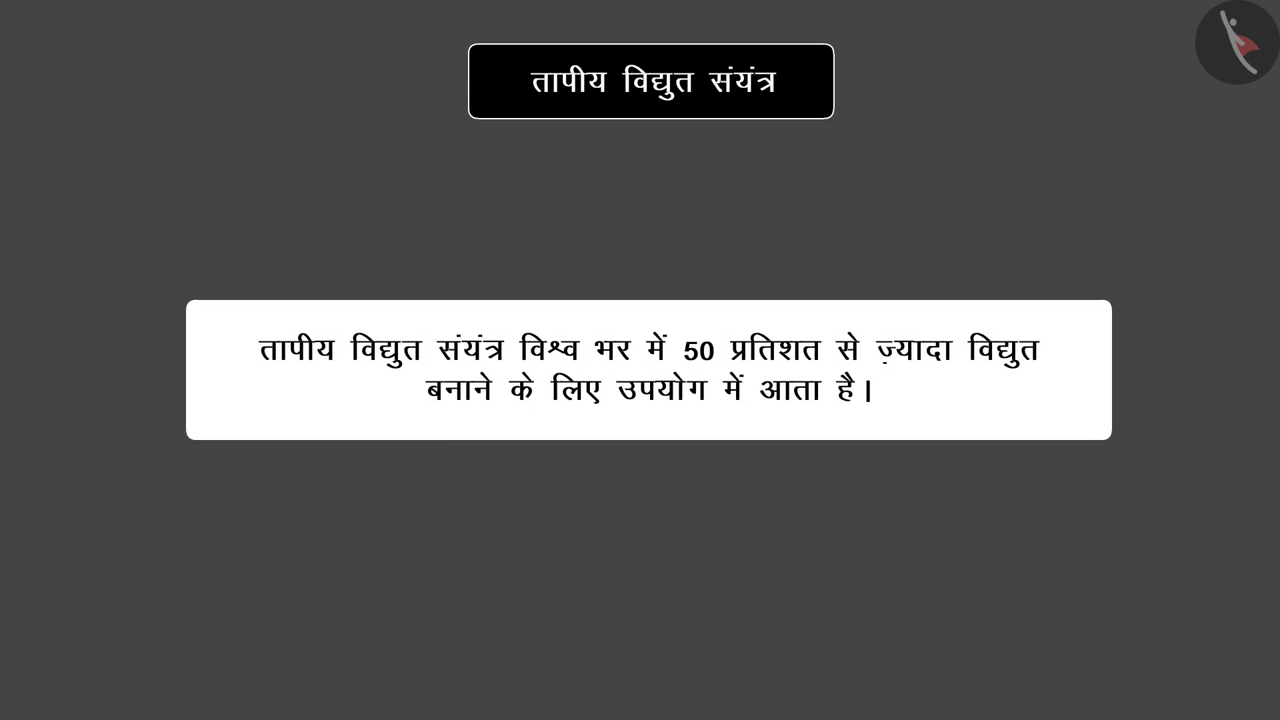 तापीय विद्युत संयंत्र
तापीय विद्युत संयंत्र विश्व भर में 50 प्रतिशत से ज़्यादा विद्युत
बनाने के लिए उपयोग में आता है।